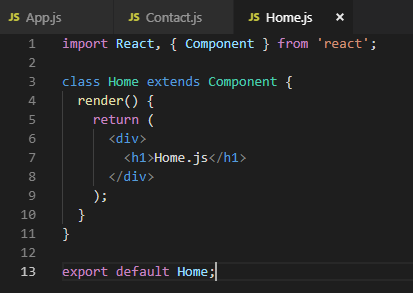 JS App.js JS Contact.js JS Home.js ×
1 import React, { Component } from 'react';
2
3 class Home extends Component {
4   render() {
5     return (
6       <div>
7         <h1>Home.js</h1>
8       </div>
9     );
10   }
11 }
12
13 export default Home;